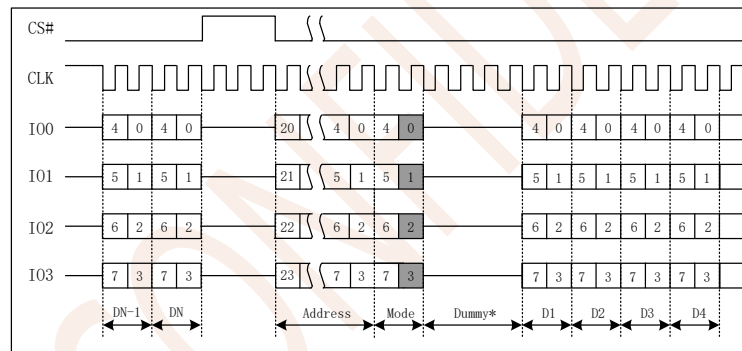 CS#
CLK
IO0 4 0 4 0 20 4 0 4 0 4 0 4 0 4 0 4 0
IO1 5 1 5 1 21 5 1 5 1 5 1 5 1 5 1 5 1
IO2 6 2 6 2 22 6 2 6 2 6 2 6 2 6 2 6 2
IO3 7 3 7 3 23 7 3 7 3 7 3 7 3 7 3 7 3
DN-1 DN Address Mode Dummy* D1 D2 D3 D4